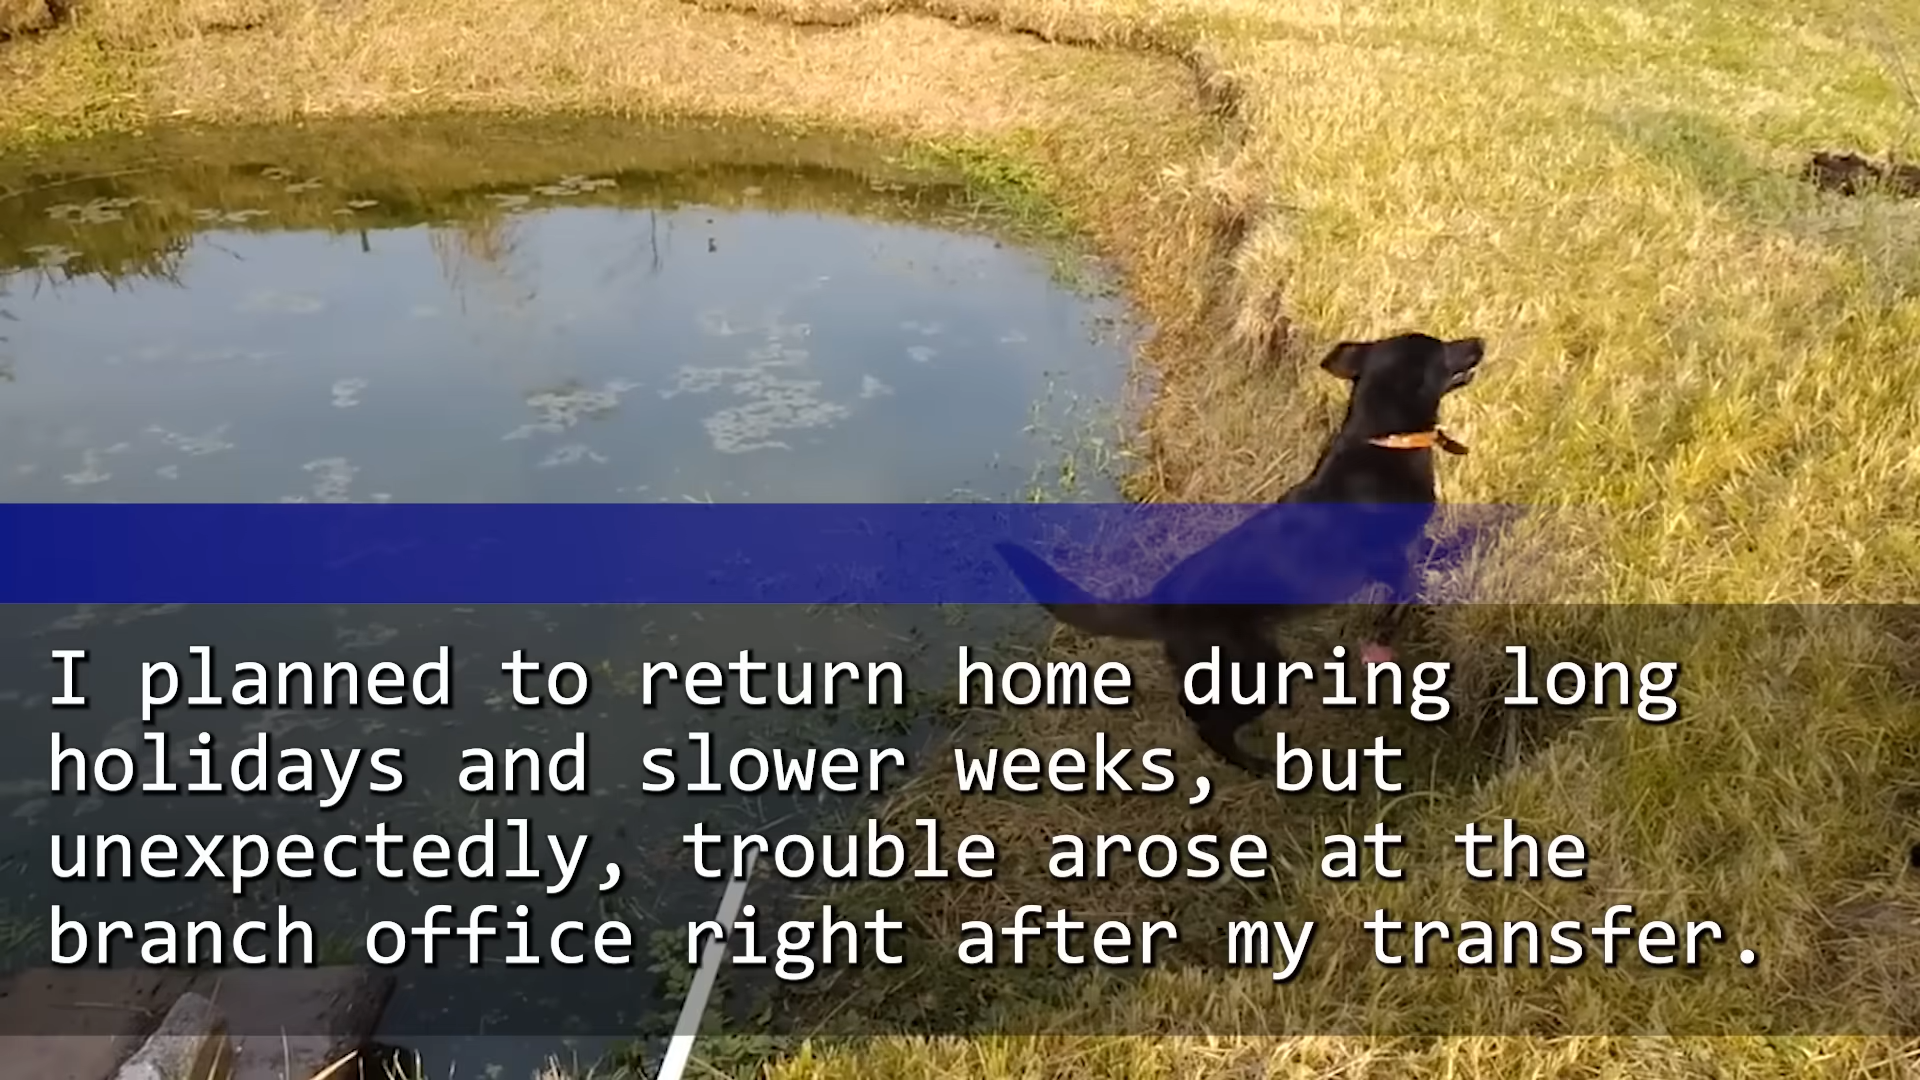 I planned to return home during long
holidays and slower weeks, but
unexpectedly, trouble arose at the
branch office right after my transfer.